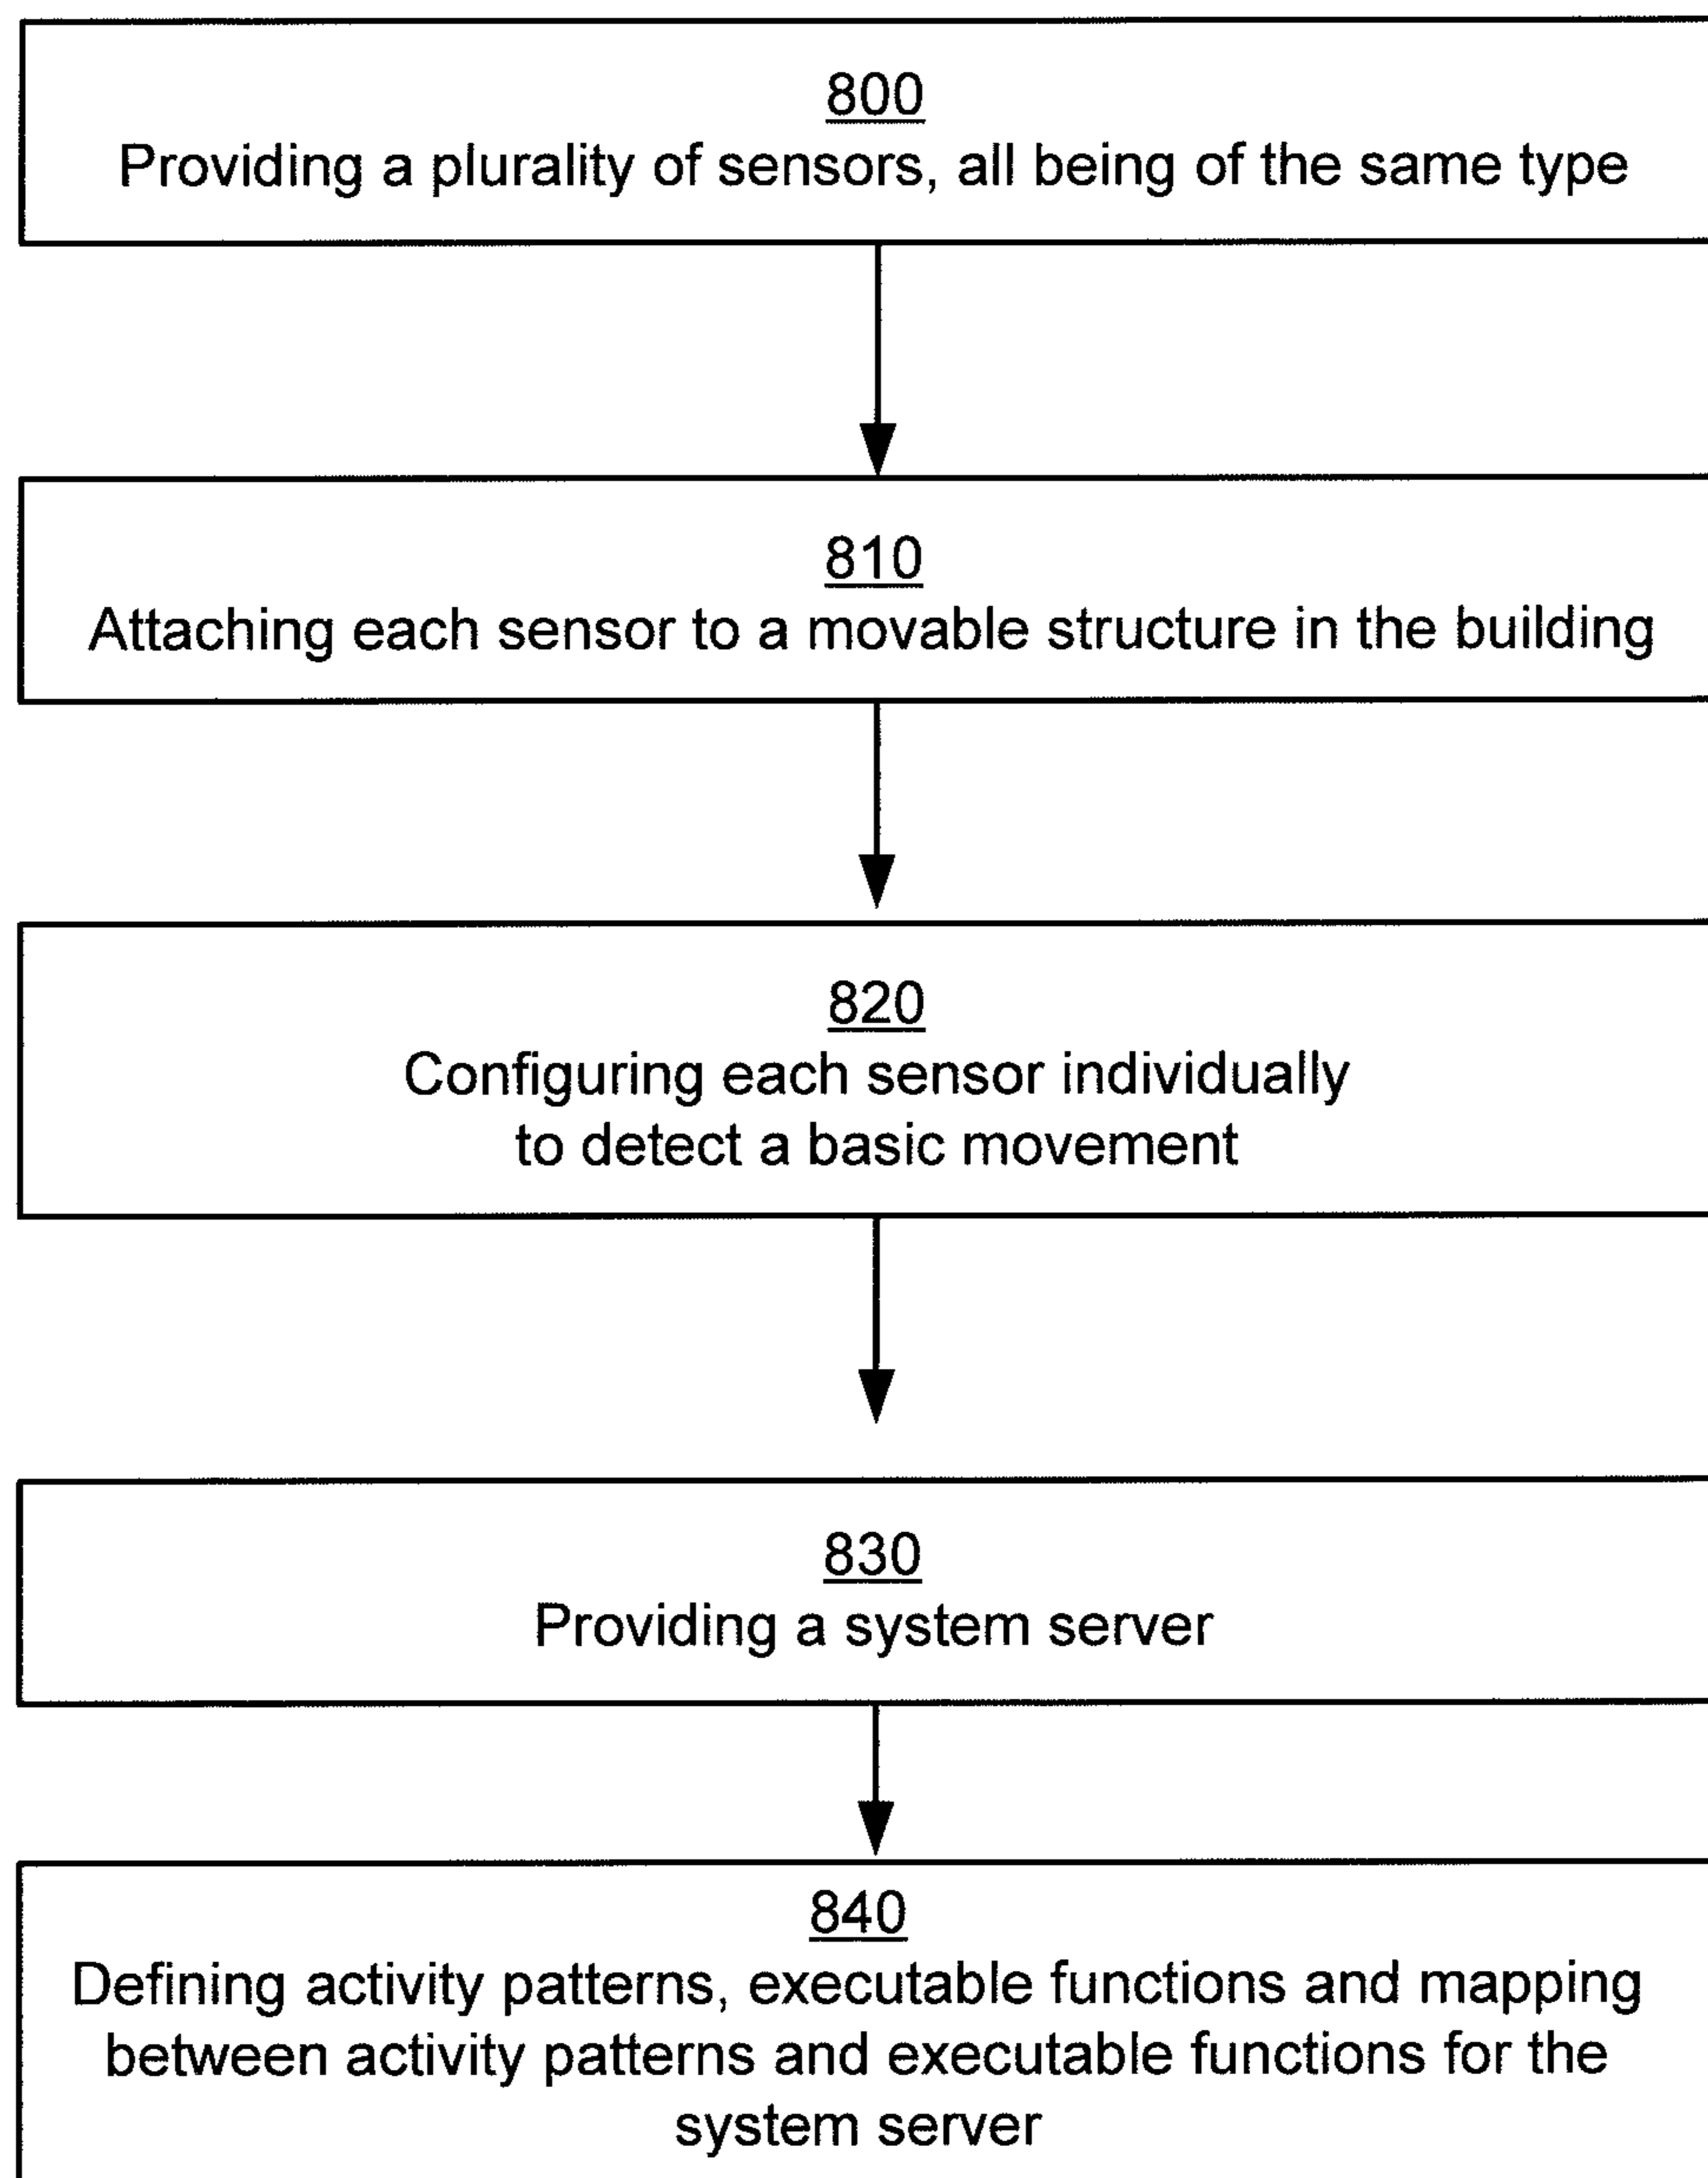 800
Providing a plurality of sensors, all being of the same type
810
Attaching each sensor to a movable structure in the building
820
Configuring each sensor individually
to detect a basic movement
830
Providing a system server
840
Defining activity patterns, executable functions and mapping
between activity patterns and executable functions for the
system server